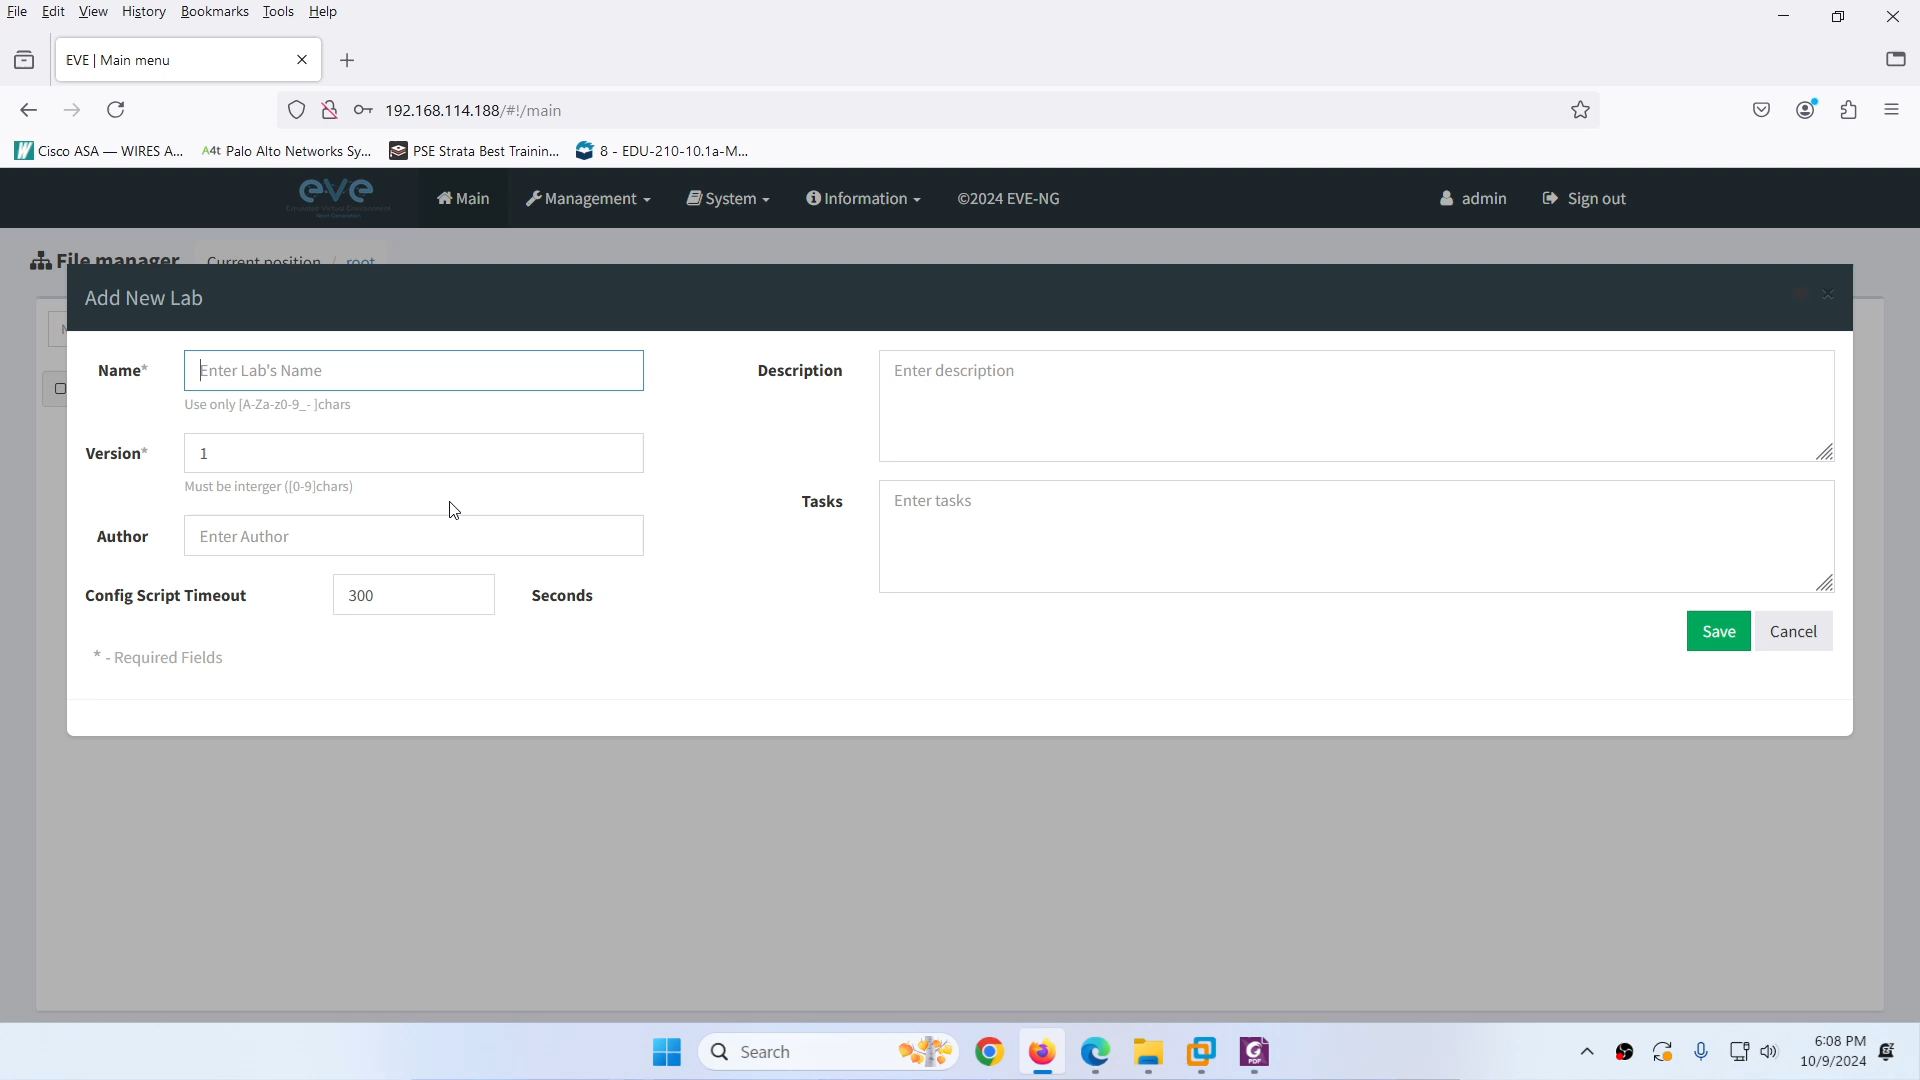 File Edit View History Bookmarks Tools Help
EVE | Main menu
192.168.114.188/#!/main
Cisco ASA — WIRES A... A4t Palo Alto Networks Sy... PSE Strata Best Trainin... 8 - EDU-210-10.1a-M...
eve Main Management System Information ©2024 EVE-NG admin Sign out
File manager Current position / root
Add New Lab
Name* Enter Lab's Name
Use only [A-Za-z0-9_- ]chars
Version* 1
Must be interger ([0-9]chars)
Author Enter Author
Config Script Timeout 300 Seconds
* - Required Fields
Description Enter description
Tasks Enter tasks
Save Cancel
Search
PDF
6:08 PM
10/9/2024